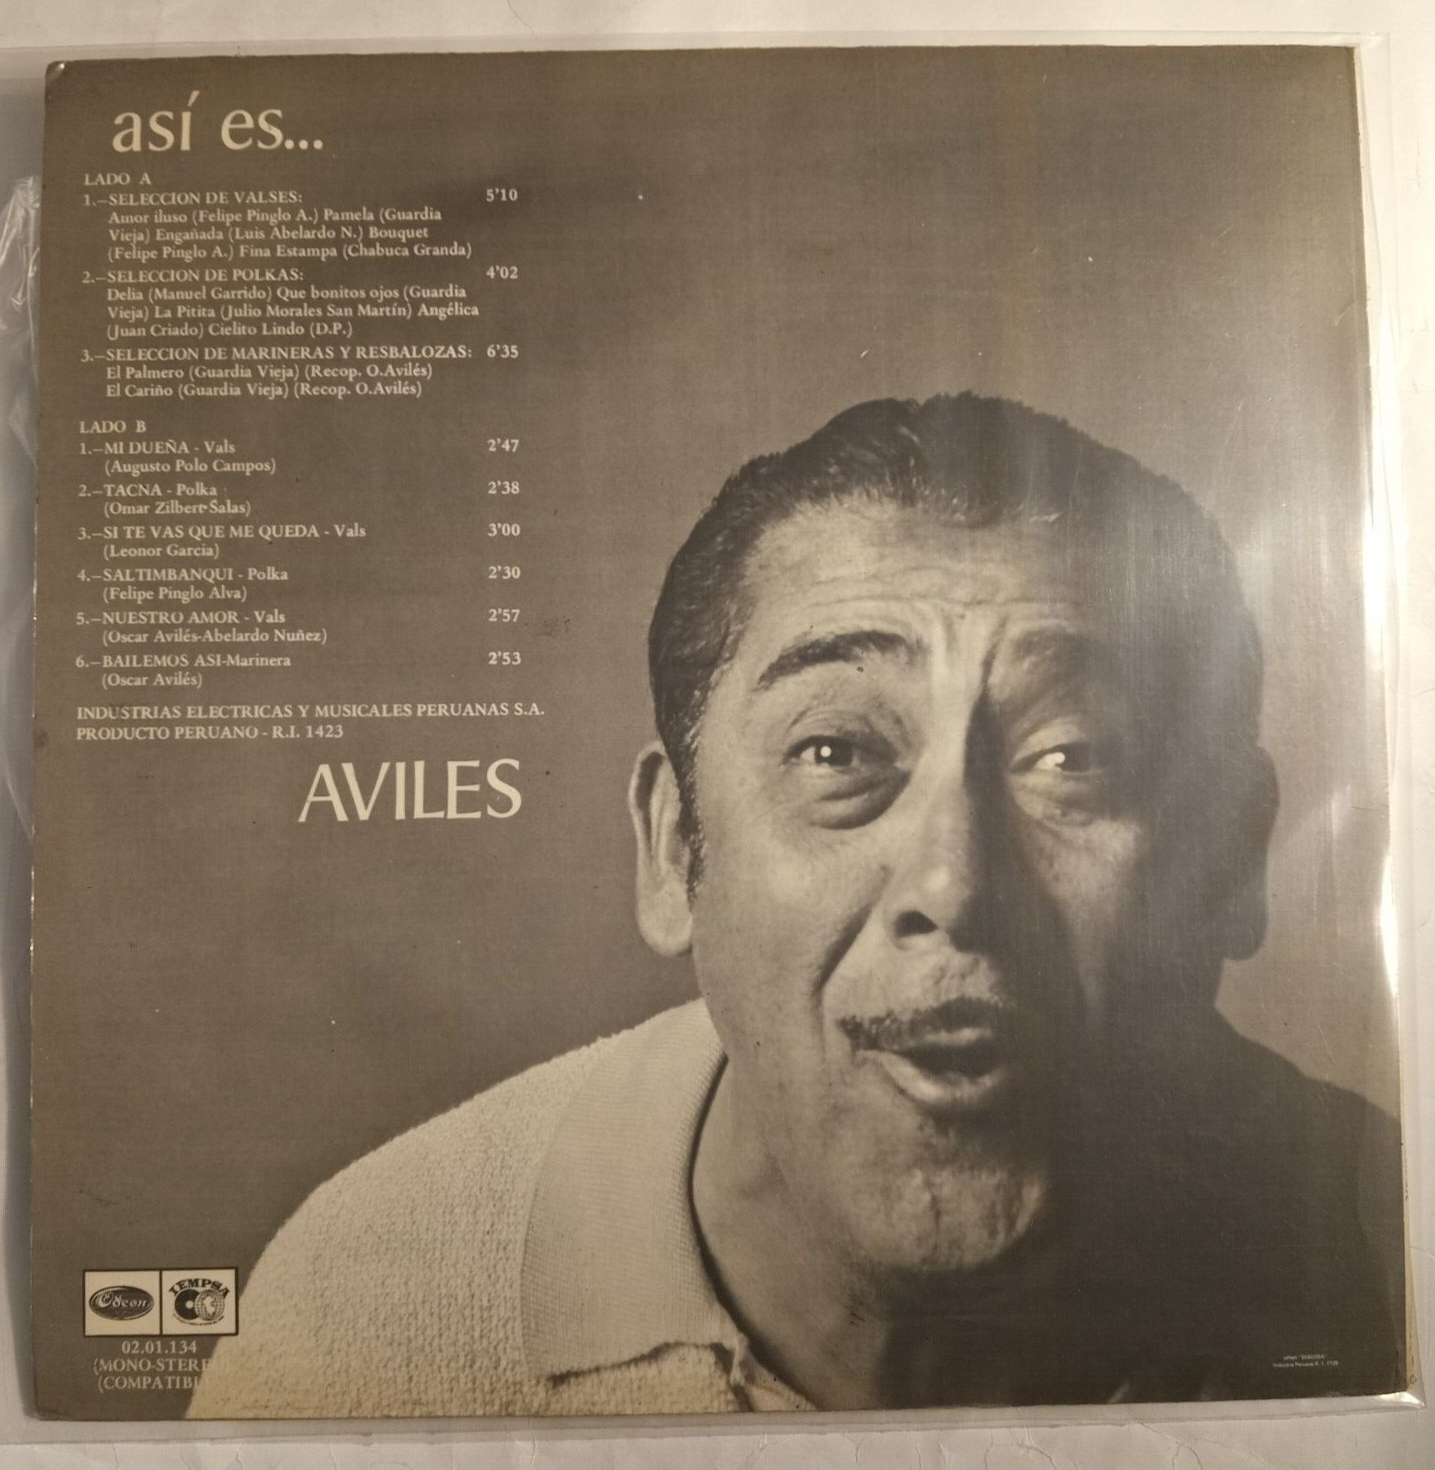 así es...
LADO A
1.–SELECCION DE VALSES: 5'10
Amor iluso (Felipe Pinglo A.) Pamela (Guardia
Vieja) Engañada (Luis Abelardo N.) Bouquet
(Felipe Pinglo A.) Fina Estampa (Chabuca Granda)
2.–SELECCION DE POLKAS: 4'02
Delia (Manuel Garrido) Que bonitos ojos (Guardia
Vieja) La Pitita (Julio Morales San Martín) Angélica
(Juan Criado) Cielito Lindo (D.P.)
3.–SELECCION DE MARINERAS Y RESBALOZAS: 6'35
El Palmero (Guardia Vieja) (Recop. O.Avilés)
El Cariño (Guardia Vieja) (Recop. O.Avilés)
LADO B
1.–MI DUEÑA - Vals 2'47
(Augusto Polo Campos)
2.–TACNA - Polka 2'38
(Omar Zilbert Salas)
3.–SI TE VAS QUE ME QUEDA - Vals 3'00
(Leonor Garcia)
4.–SALTIMBANQUI - Polka 2'30
(Felipe Pinglo Alva)
5.–NUESTRO AMOR - Vals 2'57
(Oscar Avilés-Abelardo Nuñez)
6.–BAILEMOS ASI-Marinera 2'53
(Oscar Avilés)
INDUSTRIAS ELECTRICAS Y MUSICALES PERUANAS S.A.
PRODUCTO PERUANO - R.I. 1423
AVILES
Odeon
IEMPSA
02.01.134
(MONO-STEREO)
(COMPATIBL
Industria Peruana R. I.